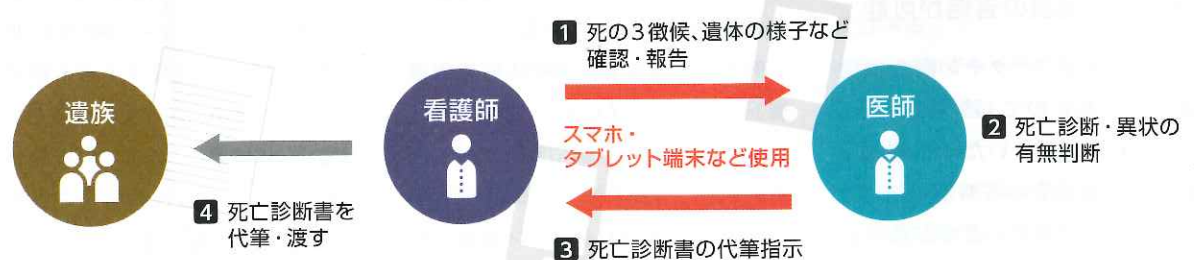 1 死の3徴候、遺体の様子など
確認・報告
遺族
看護師
医師
スマホ・
タブレット端末など使用
2 死亡診断・異状の
有無判断
4 死亡診断書を
代筆・渡す
3 死亡診断書の代筆指示